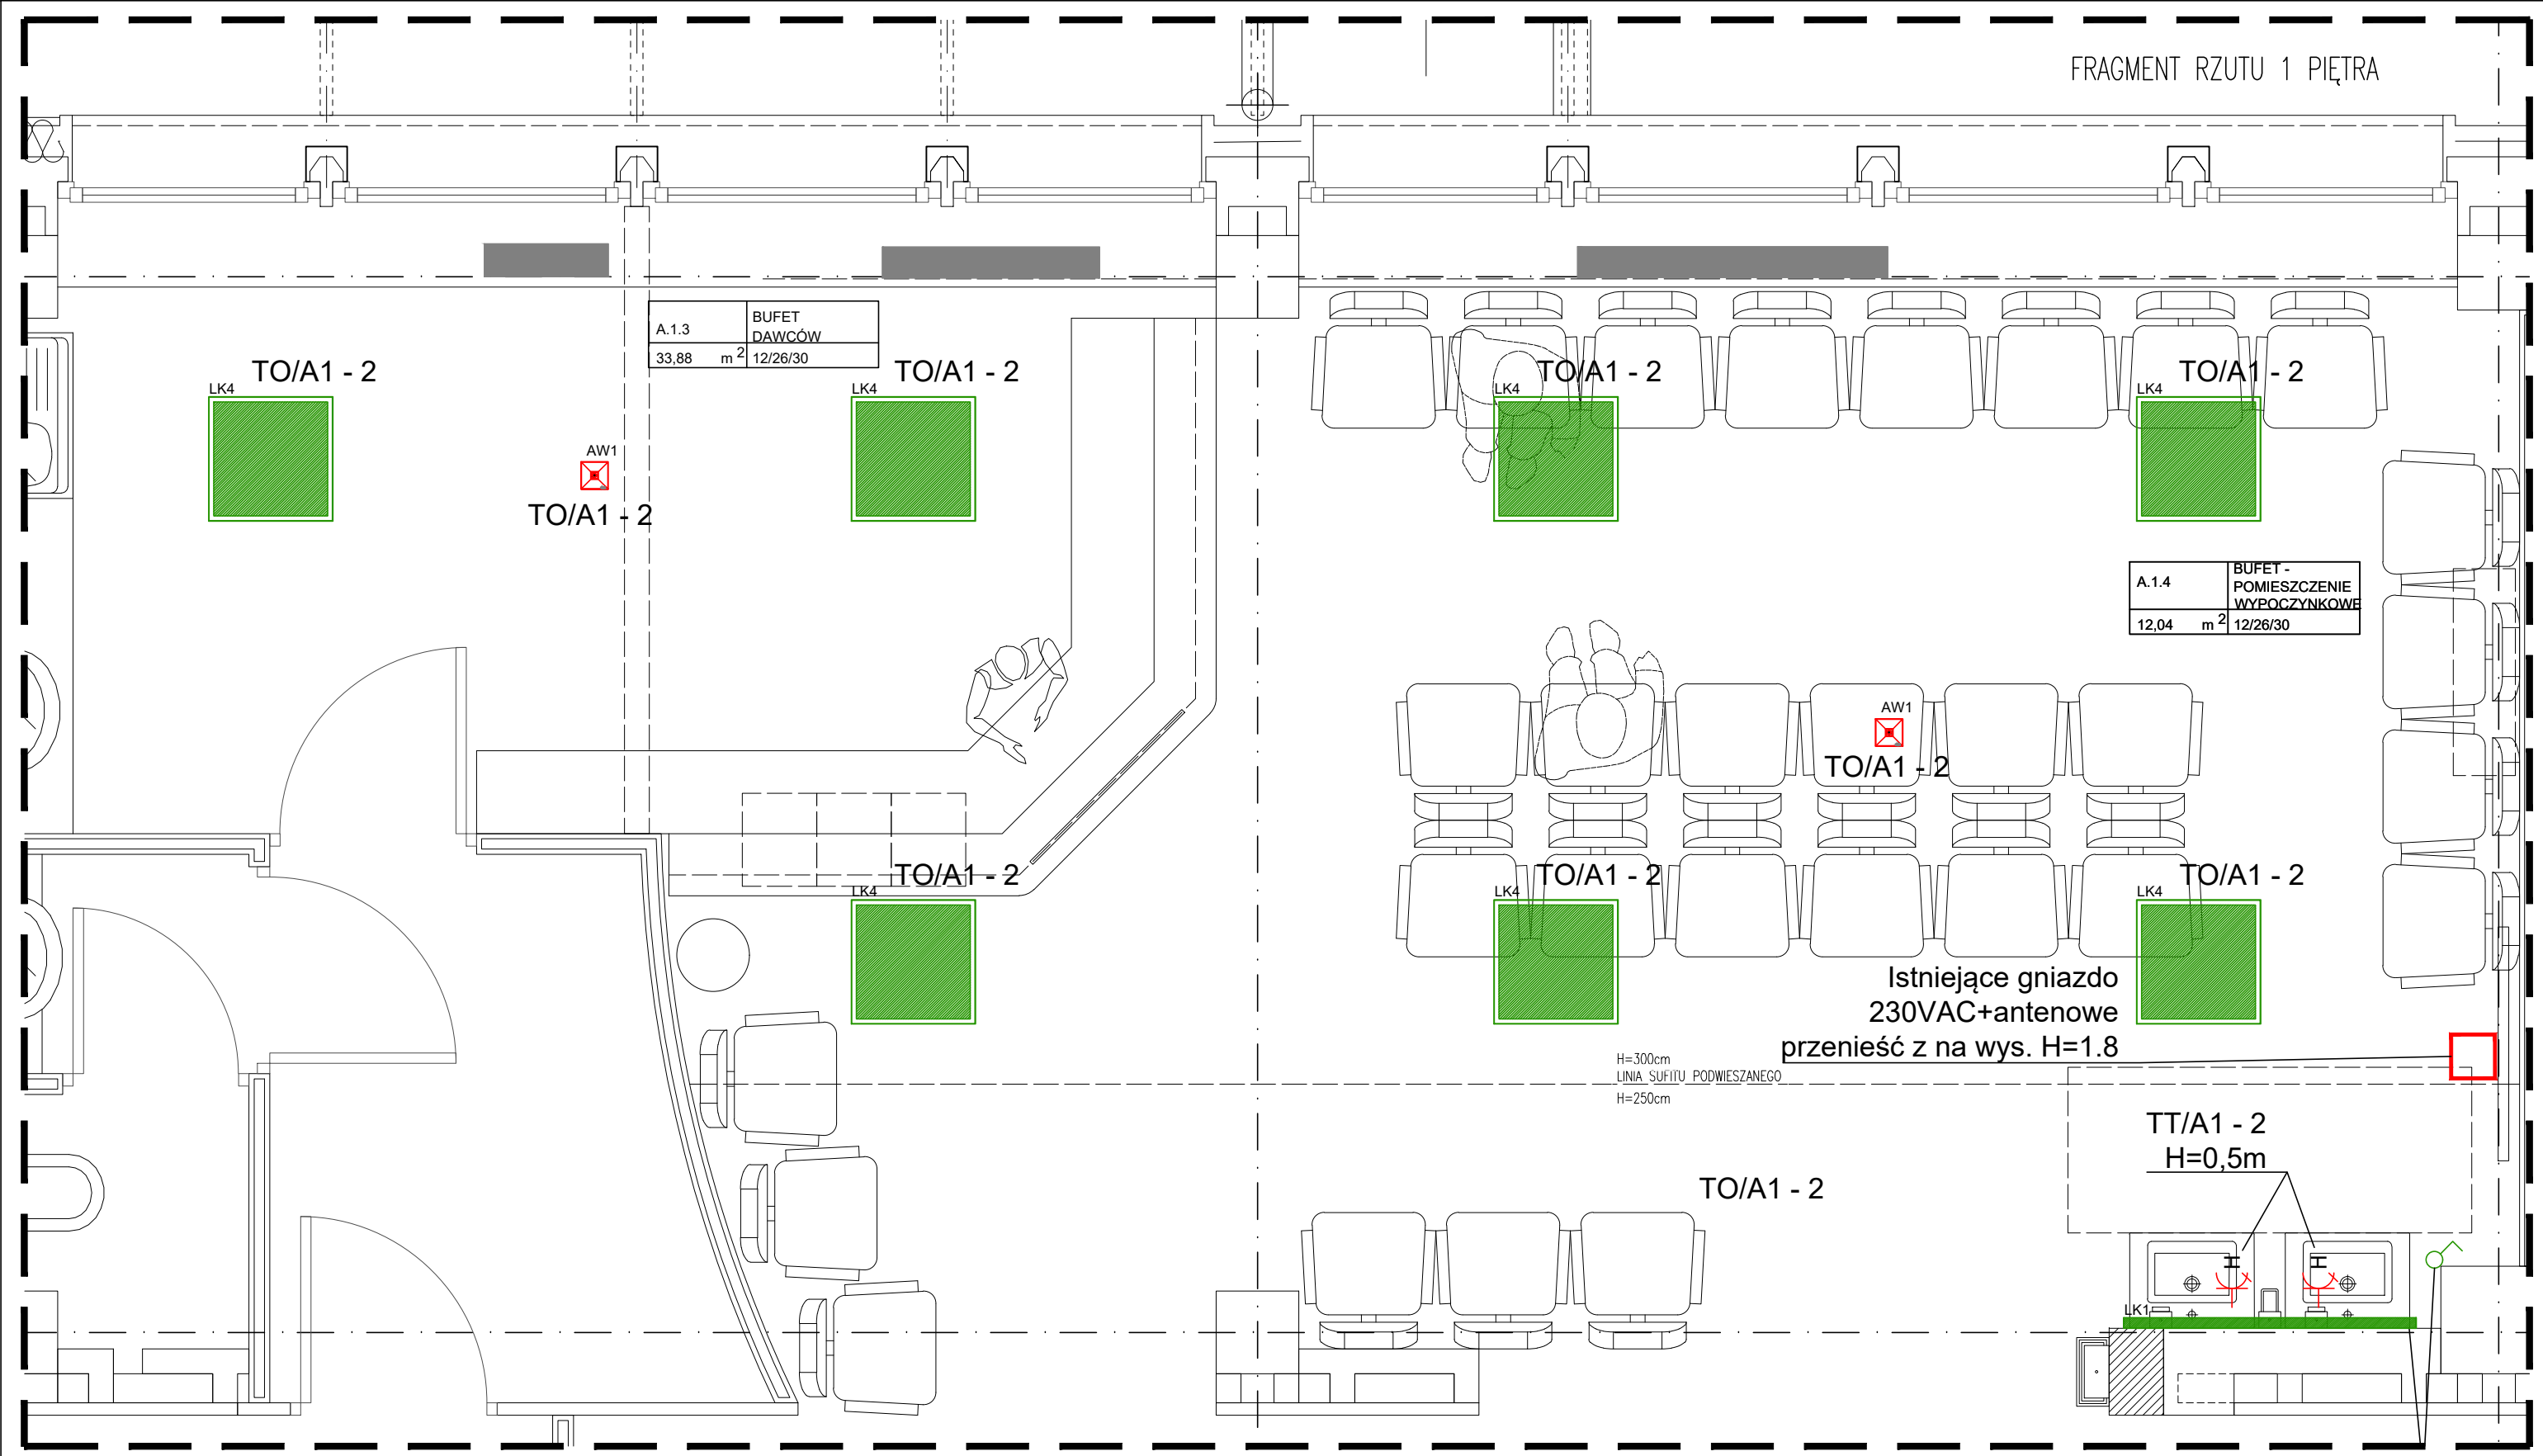 FRAGMENT RZUTU 1 PIĘTRA
A.1.3
BUFET
DAWCÓW
33,88 m 2
12/26/30
TO/A1 - 2
LK4
TO/A1 - 2
LK4
TO/A1 - 2
LK4
TO/A1 - 2
LK4
AW1
TO/A1 - 2
A.1.4
BUFET -
POMIESZCZENIE
WYPOCZYNKOWE
12,04 m 2
12/26/30
AW1
TO/A1 - 2
TO/A1 - 2
LK4
TO/A1 - 2
LK4
TO/A1 - 2
LK4
Istniejące gniazdo
230VAC+antenowe
przenieść z na wys. H=1.8
H=300cm
LINIA SUFITU PODWIESZANEGO
H=250cm
TT/A1 - 2
H=0,5m
TO/A1 - 2
H
H
LK1